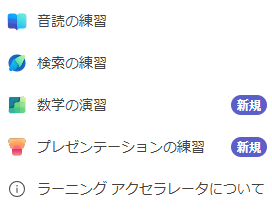 音読の練習
検索の練習
数学の演習 新規
プレゼンテーションの練習 新規
ラーニング アクセラレータについて